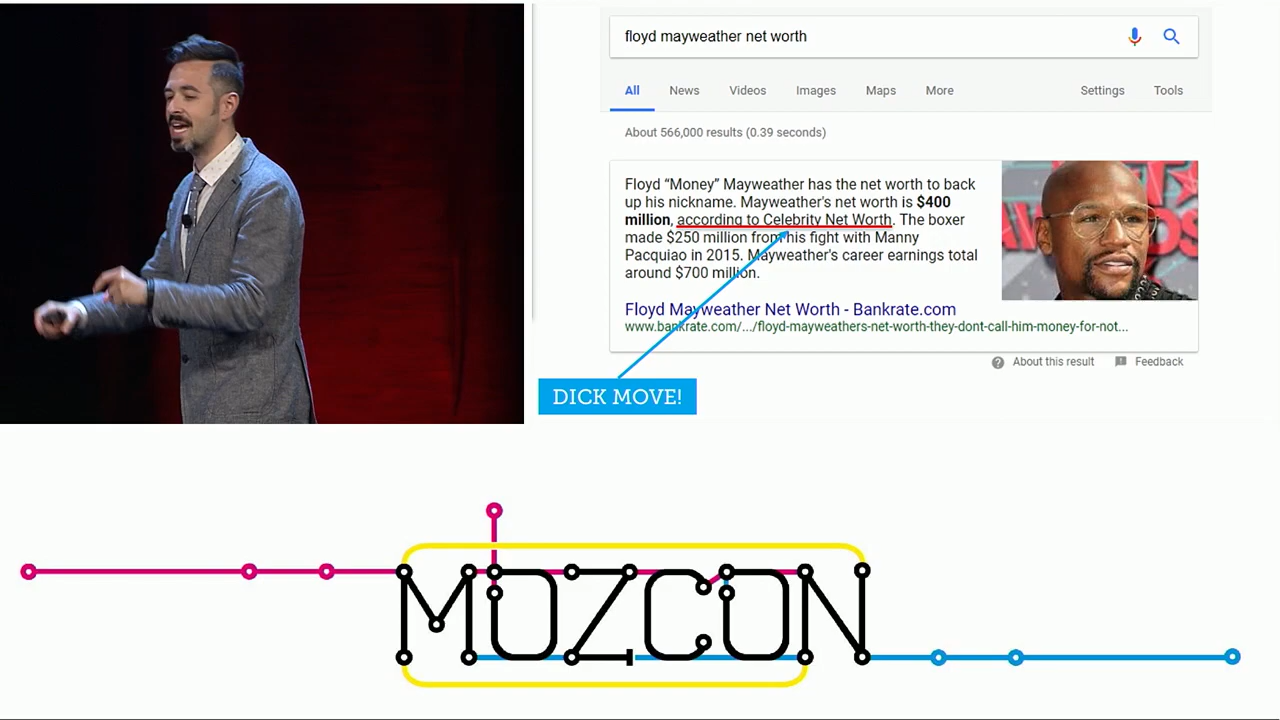 floyd mayweather net worth
All News Videos Images Maps More Settings Tools
About 566,000 results (0.39 seconds)
Floyd “Money” Mayweather has the net worth to back
up his nickname. Mayweather's net worth is $400
million, according to Celebrity Net Worth. The boxer
made $250 million from his fight with Manny
Pacquiao in 2015. Mayweather's career earnings total
around $700 million.
Floyd Mayweather Net Worth - Bankrate.com
www.bankrate.com/.../floyd-mayweathers-net-worth-they-dont-call-him-money-for-not...
About this result Feedback
DICK MOVE!
MOZCON